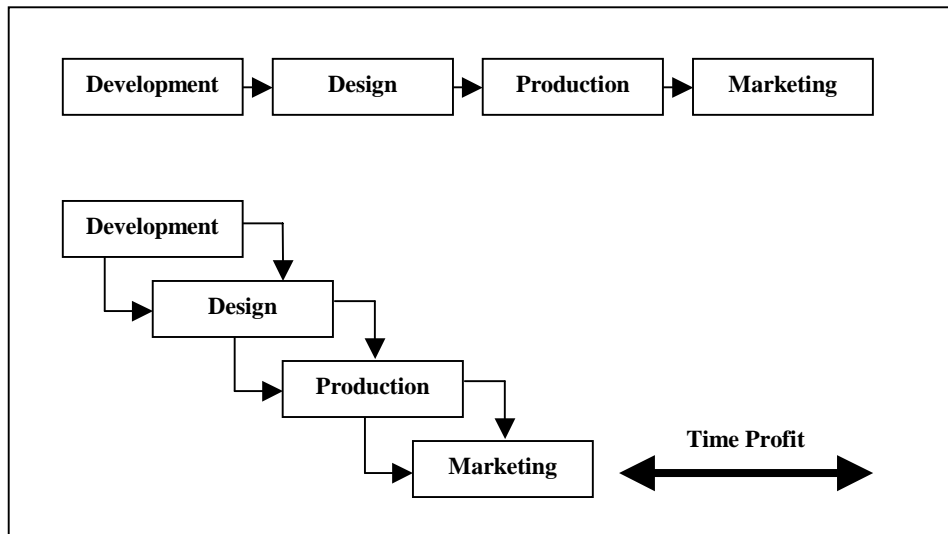 Development Design Production Marketing
Development
Design
Production
Time Profit
Marketing